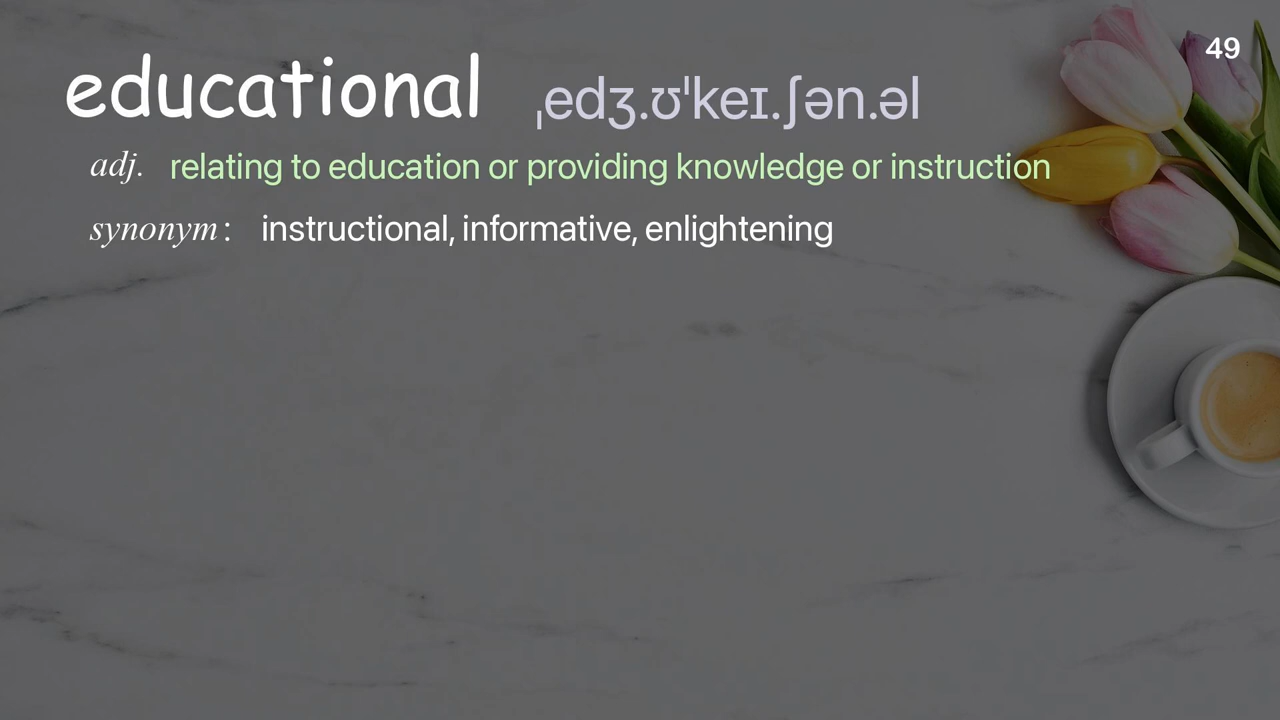 49
educational ˌedʒ.ʊˈkeɪ.ʃən.əl
adj. relating to education or providing knowledge or instruction
synonym: instructional, informative, enlightening